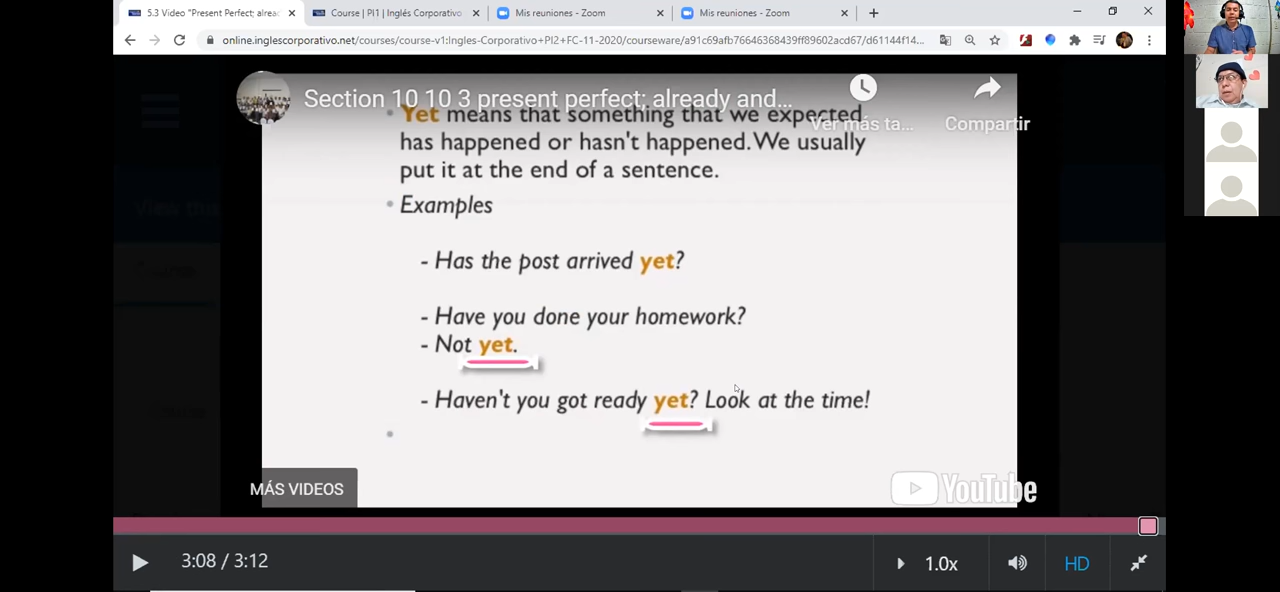 5.3 Video "Present Perfect; alread
Course | PI1 | Inglés Corporativo
Mis reuniones - Zoom
Mis reuniones - Zoom
online.inglescorporativo.net/courses/course-v1:Ingles-Corporativo+PI2+FC-11-2020/courseware/a91c69afb76646368439ff89602acd67/d61144f14...
Section 10 10 3 present perfect; already and...
Ver más ta...
Compartir
Yet means that something that we expected
has happened or hasn't happened. We usually
put it at the end of a sentence.
Examples
- Has the post arrived yet?
- Have you done your homework?
- Not yet.
- Haven't you got ready yet? Look at the time!
MÁS VIDEOS
YouTube
3:08 / 3:12
1.0x
HD